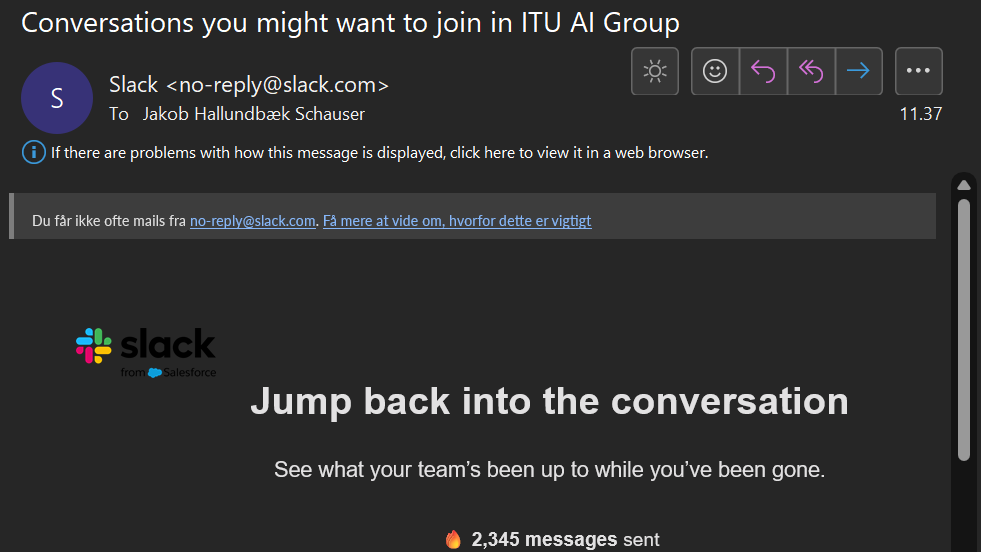 Conversations you might want to join in ITU AI Group
S
Slack <no-reply@slack.com>
To Jakob Hallundbæk Schauser
11.37
If there are problems with how this message is displayed, click here to view it in a web browser.
Du får ikke ofte mails fra no-reply@slack.com. Få mere at vide om, hvorfor dette er vigtigt
slack
from Salesforce
Jump back into the conversation
See what your team’s been up to while you’ve been gone.
🔥 2,345 messages sent